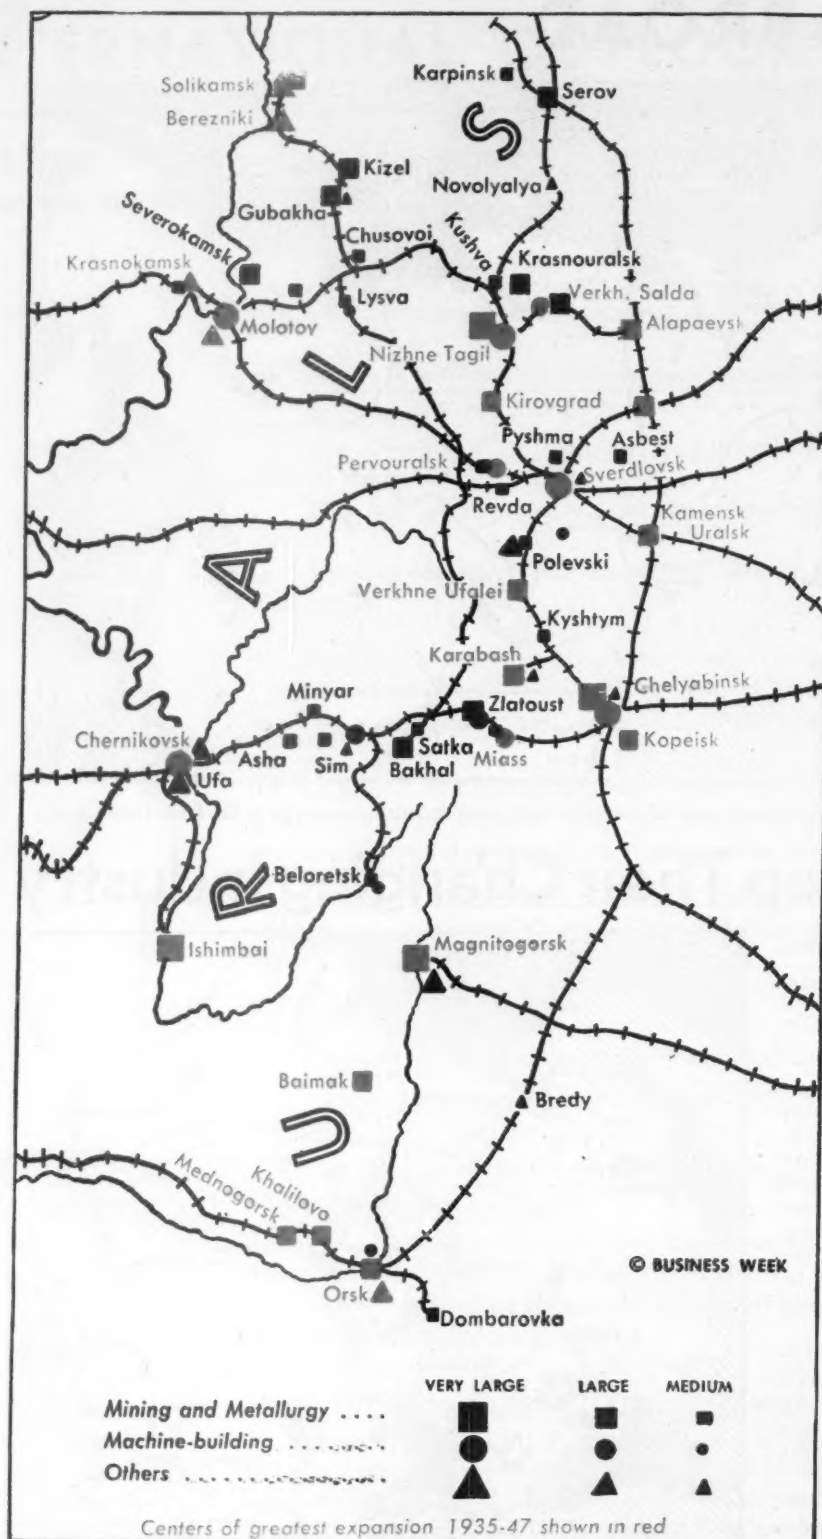 Karpinsk
Serov
Solikamsk
Berezniki
S
Kizel
Novolyalya
Gubakha
Severokamsk
Chusovoi
Kushva
Krasnouralsk
Krasnokamsk
Verkh. Salda
Lysva
Molotov
Alapaevsk
L
Nizhne Tagil
Kirovgrad
Pyshma
Asbest
Pervouralsk
Sverdlovsk
Revda
Kamensk
Uralsk
A
Polevski
Verkhne Ufalei
Kyshtym
Karabash
Chelyabinsk
Minyar
Zlatoust
Chernikovsk
Asha
Sim
Satka
Miass
Kopeisk
Bakhal
Ufa
R
Beloretsk
Ishimbai
Magnitogorsk
Baimak
Bredy
U
Khalilovo
Mednogorsk
© BUSINESS WEEK
Orsk
Dombarovka
VERY LARGE LARGE MEDIUM
Mining and Metallurgy ....
Machine-building
Others
Centers of greatest expansion 1935-47 shown in red